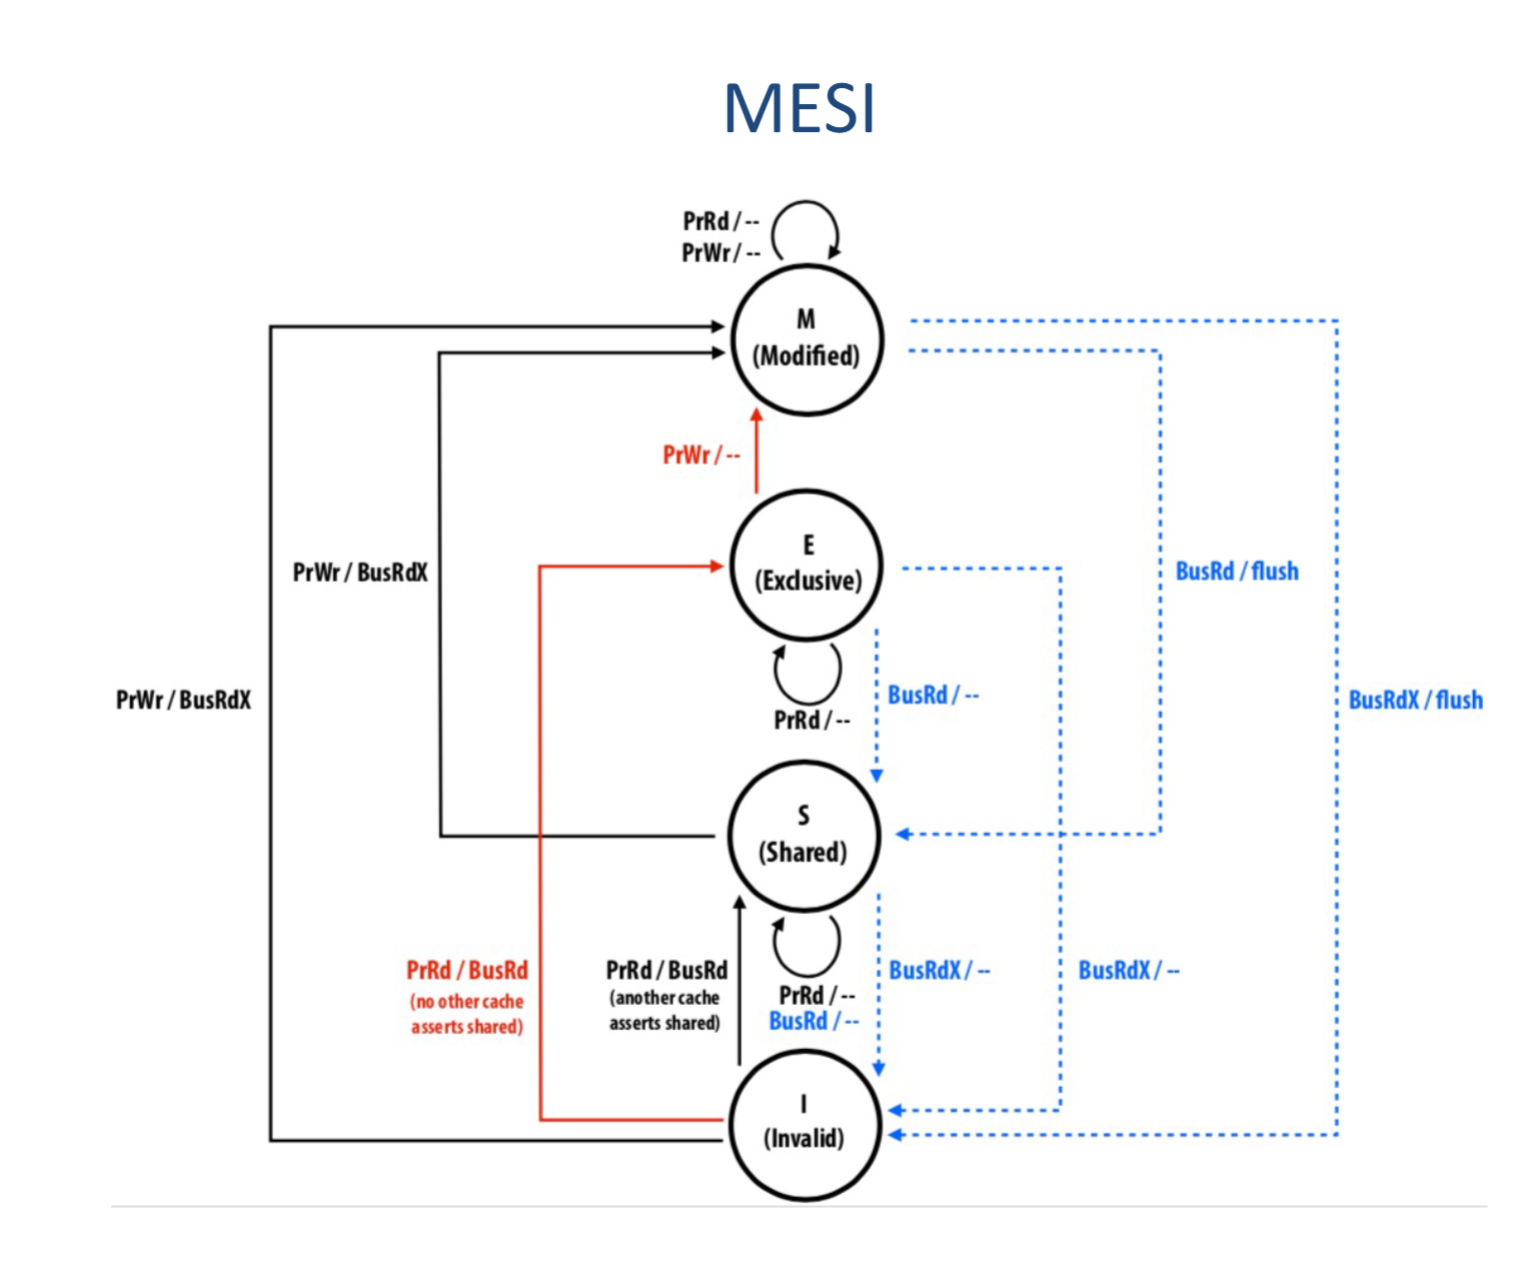 MESI
PrRd / --
PrWr / --
M
(Modified)
PrWr / --
E
(Exclusive)
PrWr / BusRdX
BusRd / flush
PrWr / BusRdX
BusRd / --
BusRdX / flush
PrRd / --
S
(Shared)
PrRd / BusRd
(no other cache
asserts shared)
PrRd / BusRd
(another cache
asserts shared)
PrRd / --
BusRd / --
BusRdX / --
BusRdX / --
I
(Invalid)